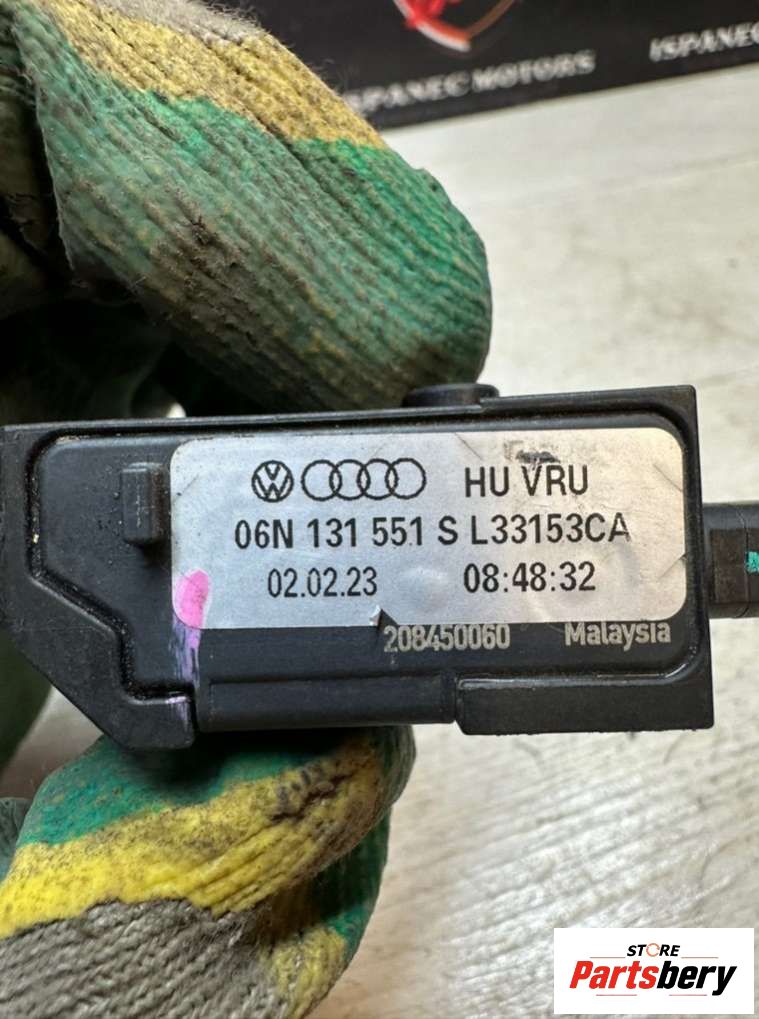 ISPANEC MOTORS
ISPANEC
HU VRU
06N 131 551 S L33153CA
02.02.23 08:48:32
208450060 Malaysia
STORE
Partsbery